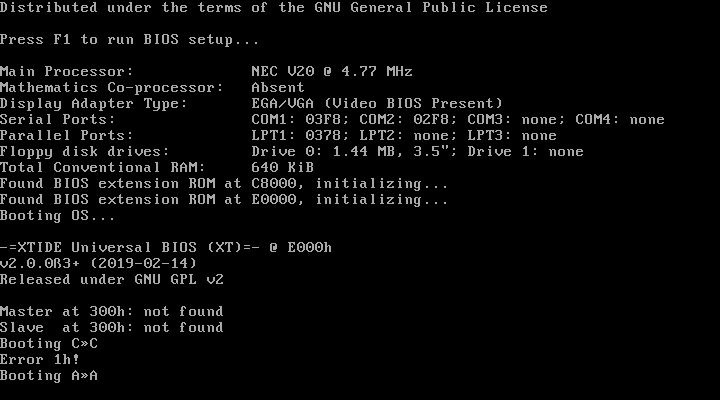 Distributed under the terms of the GNU General Public License
Press F1 to run BIOS setup...
Main Processor: NEC V20 @ 4.77 MHz
Mathematics Co-processor: Absent
Display Adapter Type: EGA/VGA (Video BIOS Present)
Serial Ports: COM1: 03F8; COM2: 02F8; COM3: none; COM4: none
Parallel Ports: LPT1: 0378; LPT2: none; LPT3: none
Floppy disk drives: Drive 0: 1.44 MB, 3.5"; Drive 1: none
Total Conventional RAM: 640 KiB
Found BIOS extension ROM at C8000, initializing...
Found BIOS extension ROM at E0000, initializing...
Booting OS...
-=XTIDE Universal BIOS (XT)=- @ E000h
v2.0.0ß3+ (2019-02-14)
Released under GNU GPL v2
Master at 300h: not found
Slave at 300h: not found
Booting C»C
Error 1h!
Booting A»A